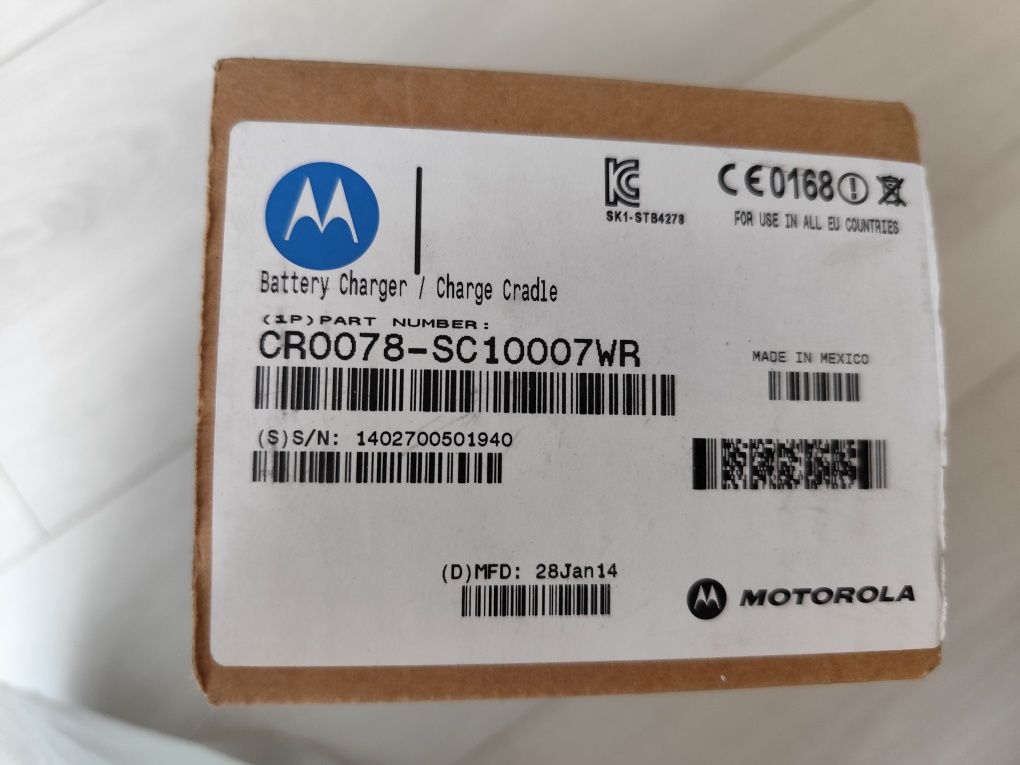 SK1-STB4278
CE0168
FOR USE IN ALL EU COUNTRIES
Battery Charger / Charge Cradle
(1P)PART NUMBER:
CR0078-SC10007WR
MADE IN MEXICO
(S)S/N: 1402700501940
(D)MFD: 28Jan14
MOTOROLA